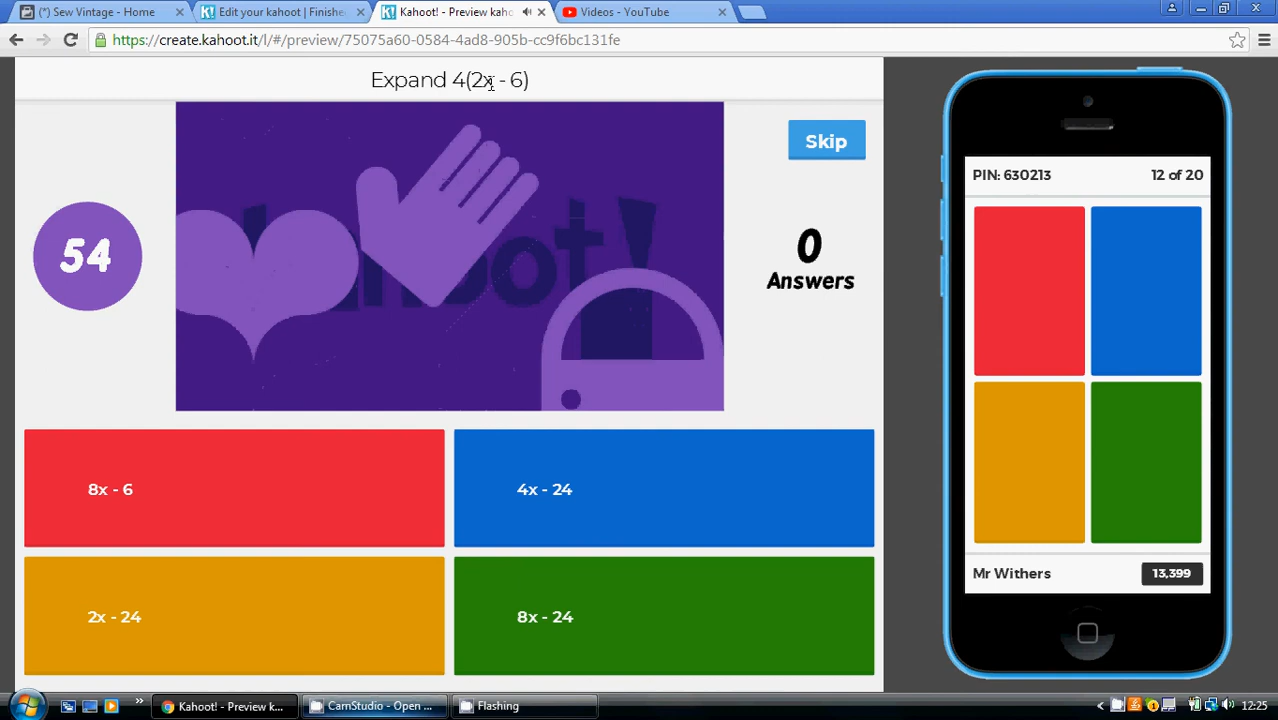 (*) Sew Vintage - Home
Edit your kahoot | Finishe
Kahoot! - Preview kaho
Videos - YouTube
https://create.kahoot.it/l/#/preview/75075a60-0584-4ad8-905b-cc9f6bc131fe
Expand 4(2x - 6)
Skip
54
Kahoot!
0
Answers
8x - 6
4x - 24
2x - 24
8x - 24
PIN: 630213
12 of 20
Mr Withers
13,399
Kahoot! - Preview k...
CamStudio - Open ...
Flashing
12:25